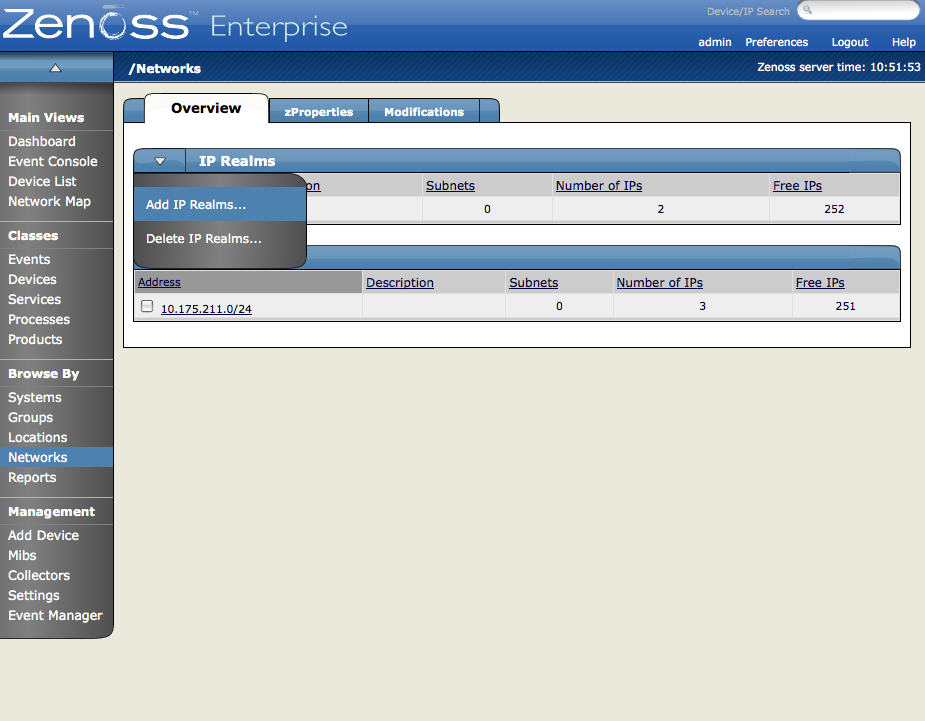 Zenoss™ Enterprise
Device/IP Search
admin Preferences Logout Help
/Networks
Zenoss server time: 10:51:53
Main Views
Dashboard
Event Console
Device List
Network Map
Classes
Events
Devices
Services
Processes
Products
Browse By
Systems
Groups
Locations
Networks
Reports
Management
Add Device
Mibs
Collectors
Settings
Event Manager
Overview zProperties Modifications
IP Realms
on Subnets Number of IPs Free IPs
0 2 252
Add IP Realms...
Delete IP Realms...
Address Description Subnets Number of IPs Free IPs
10.175.211.0/24 0 3 251